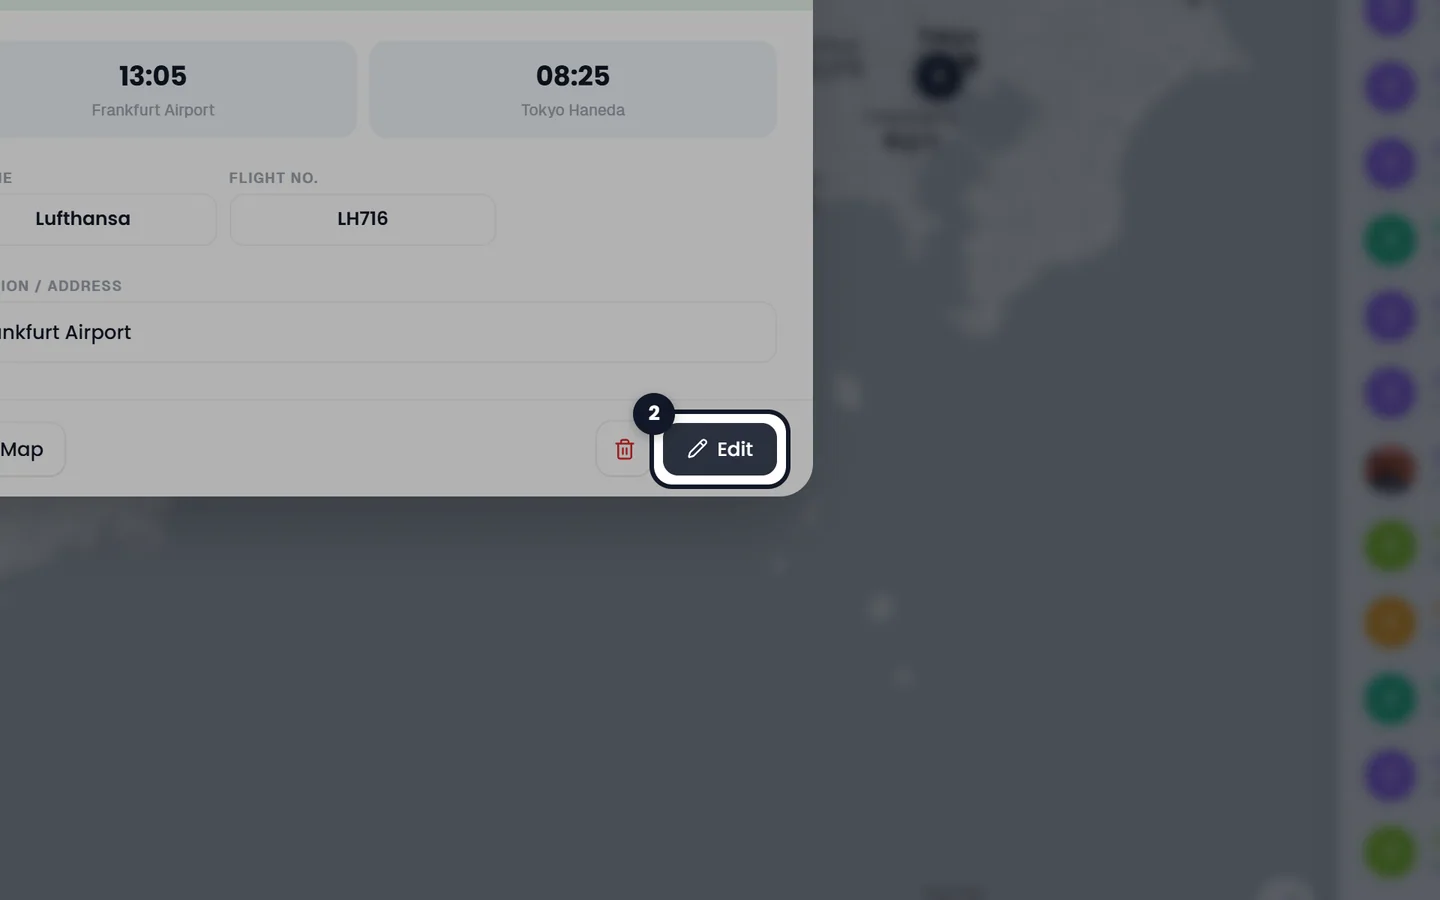 13:05
Frankfurt Airport
08:25
Tokyo Haneda
FLIGHT NO.
Lufthansa
LH716
ION / ADDRESS
nkfurt Airport
Map
2
Edit